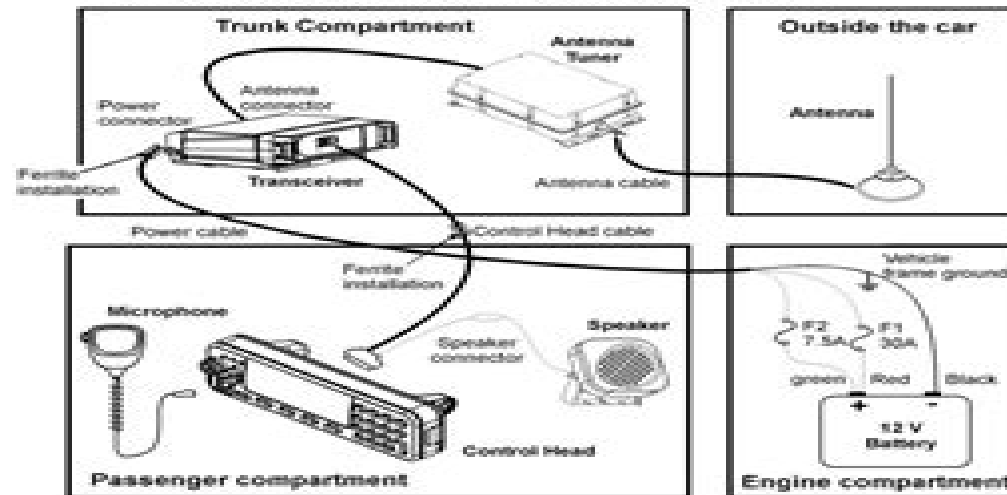 Trunk Compartment
Antenna
Tuner
Power
connector
Antenna
connector
Ferrite
installation
Transceiver
Antenna cable
Outside the car
Antenna
Power cable
Control Head cable
Ferrite
installation
Microphone
Speaker
connector
Speaker
Control Head
Passenger compartment
Vehicle
frame ground
F2
7.5A
F1
30A
green
Red
Black
+
-
12 V
Battery
Engine compartment